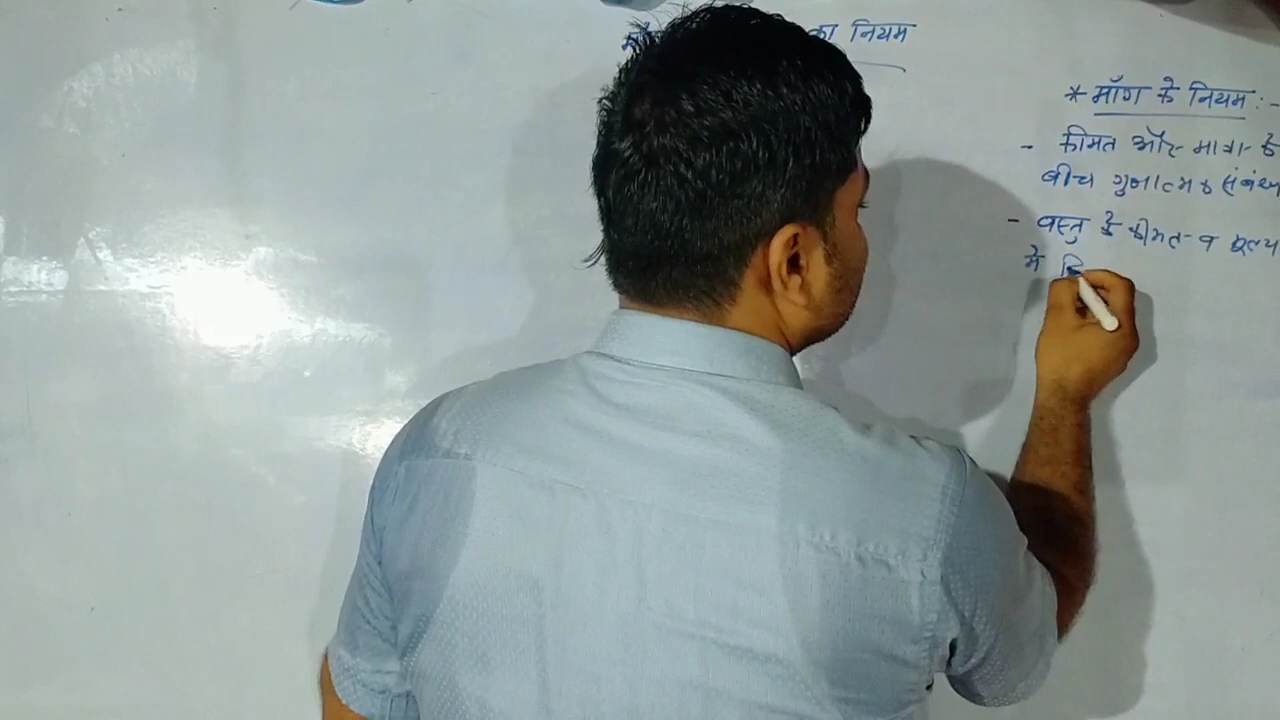 का नियम
* माँग के नियम :-
- कीमत और मात्रा के
बीच गुणात्मक संबंध
- वस्तु के कीमत व मूल्य
में